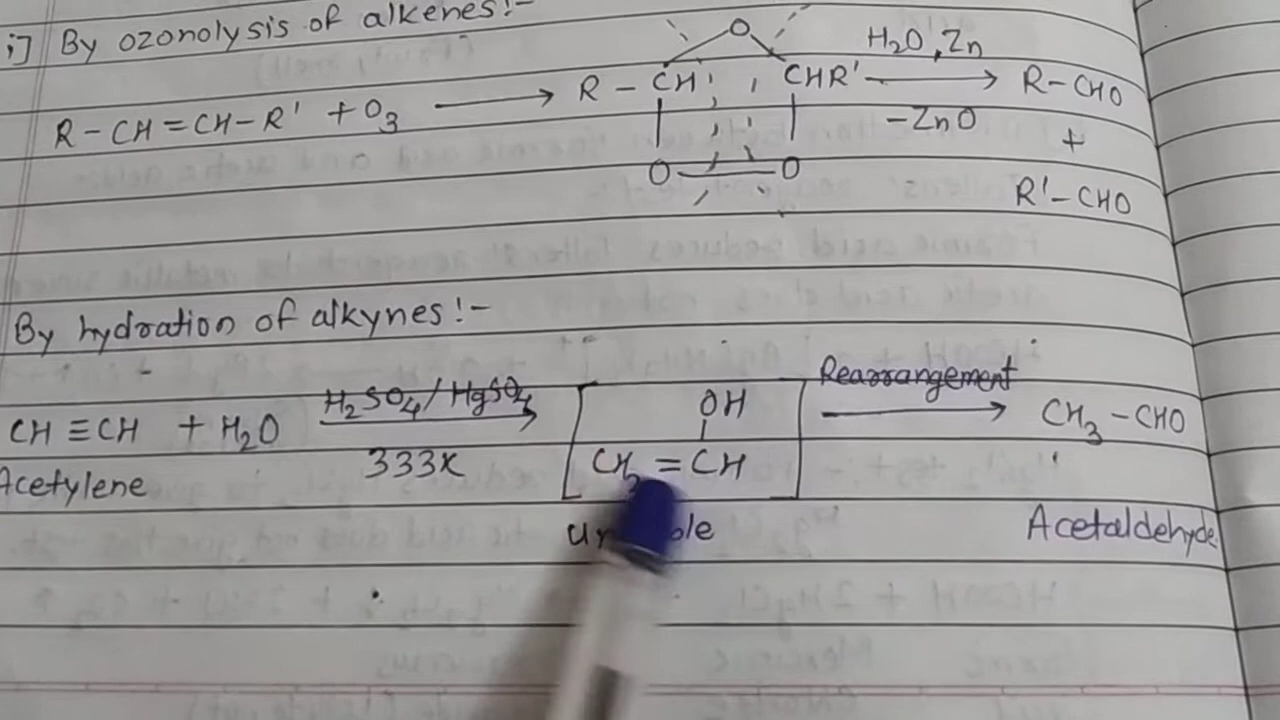 i] By ozonolysis of alkenes:-
R-CH=CH-R' +O3 ⟶ R-CH CHR' ⟶ R-CHO
O
H2O,Zn
-ZnO
+
O-O
R'-CHO
By hydration of alkynes:-
CH≡CH +H2O ⟶ [CH2=CH] ⟶ CH3-CHO
H2SO4/HgSO4
333K
OH
Rearrangement
Acetylene
Acetaldehyde